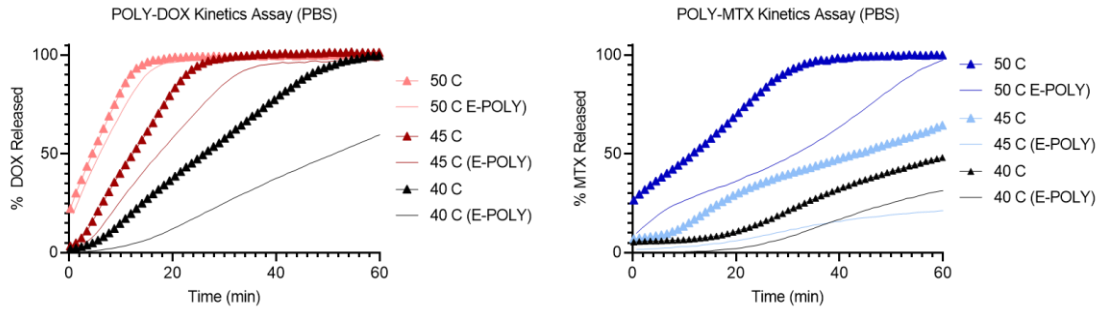 POLY-DOX Kinetics Assay (PBS)
% DOX Released
100
50
0
0
20
40
60
Time (min)
50 C
50 C E-POLY)
45 C
45 C (E-POLY)
40 C
40 C (E-POLY)
POLY-MTX Kinetics Assay (PBS)
% MTX Released
100
50
0
0
20
40
60
Time (min)
50 C
50 C E-POLY)
45 C
45 C (E-POLY)
40 C
40 C (E-POLY)